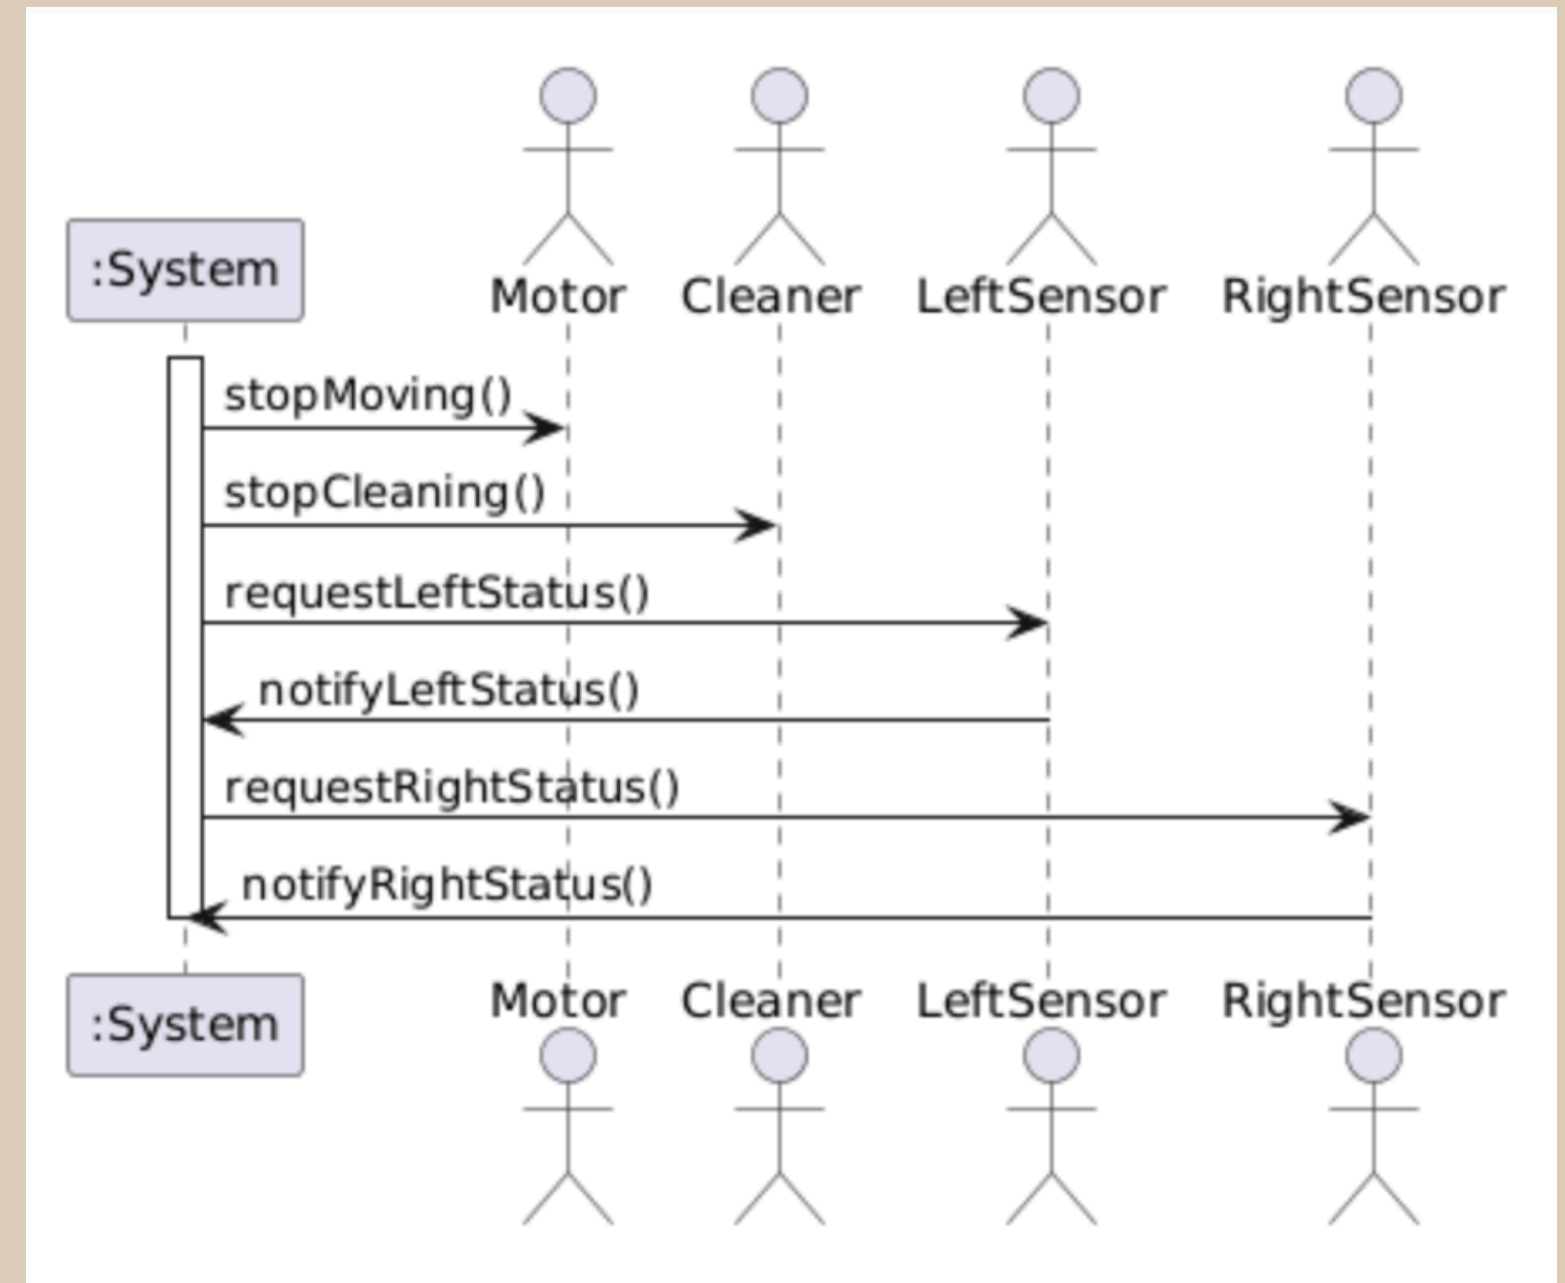 :System
Motor
Cleaner
LeftSensor
RightSensor
stopMoving()
stopCleaning()
requestLeftStatus()
notifyLeftStatus()
requestRightStatus()
notifyRightStatus()
:System
Motor
Cleaner
LeftSensor
RightSensor